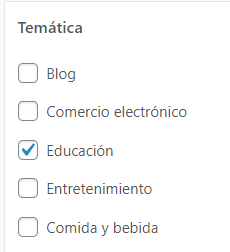 Temática
Blog
Comercio electrónico
Educación
Entretenimiento
Comida y bebida